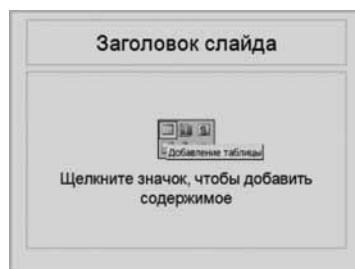 Заголовок слайда
Добавление таблицы
Щелкните значок, чтобы добавить
содержимое